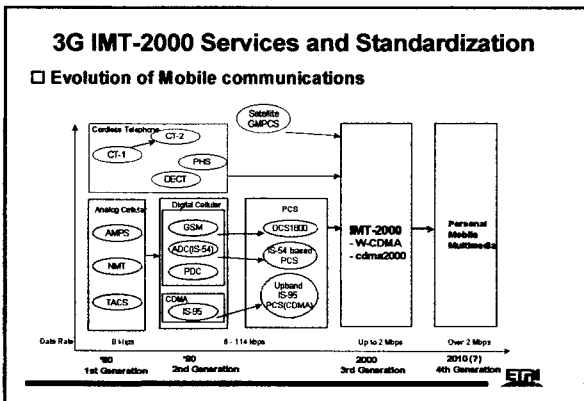 3G IMT-2000 Services and Standardization
□ Evolution of Mobile communications
Cordless Telephone
CT-1
CT-2
PHS
DECT
Satellite
GMPCS
Analog Cellular
AMPS
NMT
TACS
Digital Cellular
GSM
ADC(IS-54)
PDC
CDMA
IS-95
PCS
DCS1800
IS-54 based
PCS
Upband
IS-95
PCS(CDMA)
IMT-2000
- W-CDMA
- cdma2000
Personal
Mobile
Multimedia
Data Rate
8 kbps
8 - 114 kbps
Up to 2 Mbps
Over 2 Mbps
'80
1st Generation
'90
2nd Generation
2000
3rd Generation
2010 (?)
4th Generation
ETRI